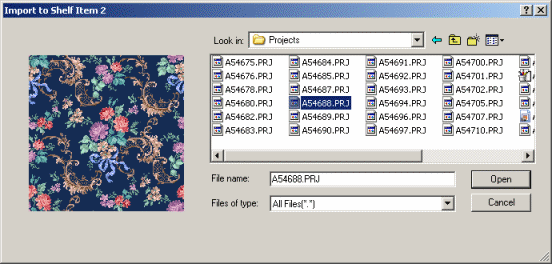 Import to Shelf Item 2
Look in: Projects
A54675.PRJ A54684.PRJ A54691.PRJ A54700.PRJ
A54676.PRJ A54685.PRJ A54692.PRJ A54701.PRJ
A54678.PRJ A54687.PRJ A54693.PRJ A54702.PRJ
A54680.PRJ A54688.PRJ A54694.PRJ A54705.PRJ
A54682.PRJ A54689.PRJ A54696.PRJ A54707.PRJ
A54683.PRJ A54690.PRJ A54697.PRJ A54710.PRJ
File name: A54688.PRJ Open
Files of type: All Files(*.*) Cancel